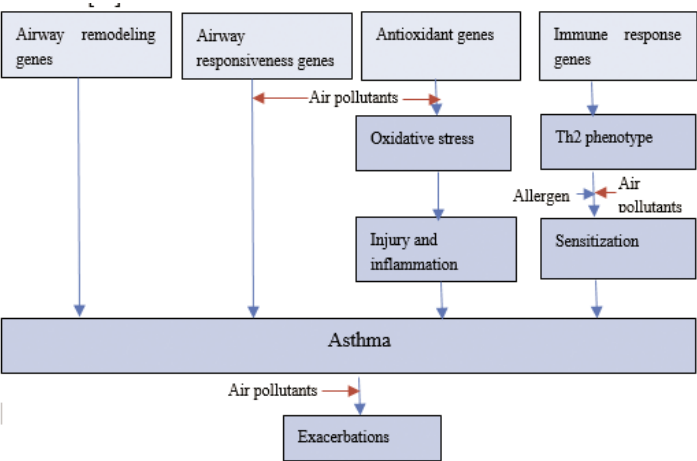 Airway remodeling
genes
Airway
responsiveness genes
Antioxidant genes
Immune response
genes
Air pollutants
Oxidative stress
Th2 phenotype
Allergen
Air
pollutants
Injury and
inflammation
Sensitization
Asthma
Air pollutants
Exacerbations